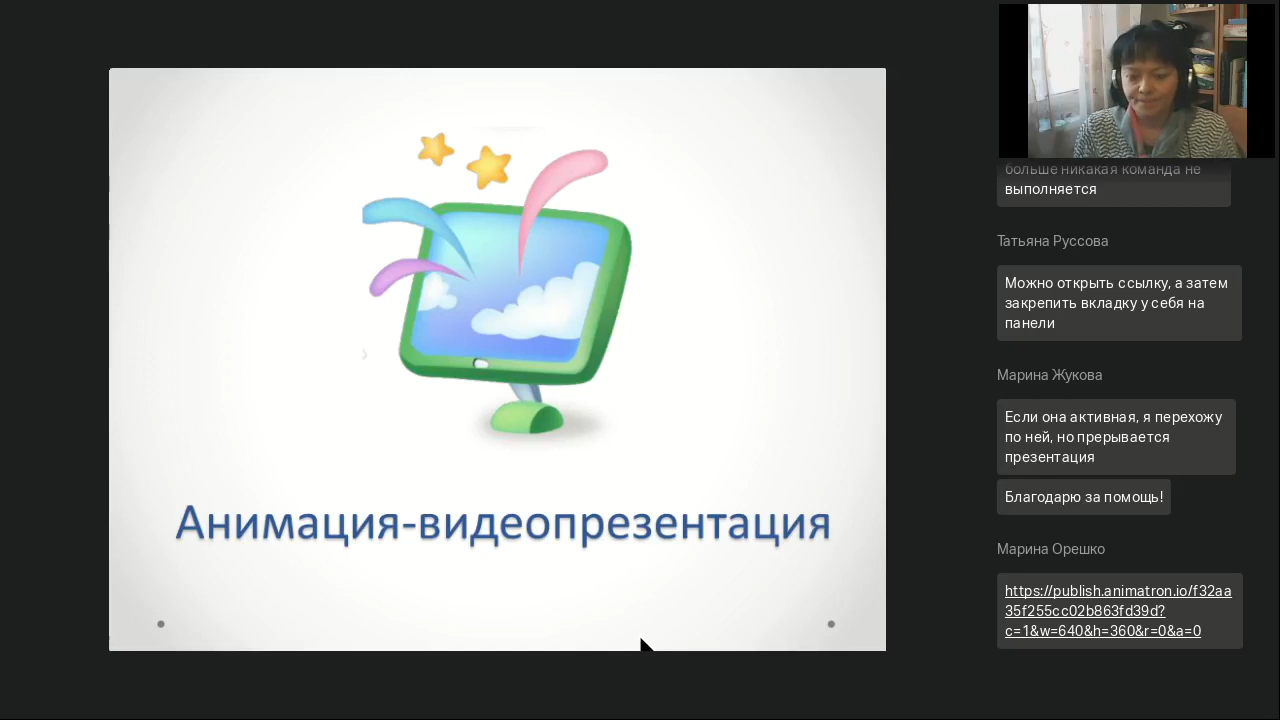 Анимация-видеопрезентация
больше никакая команда не
выполняется
Татьяна Руссова
Можно открыть ссылку, а затем
закрепить вкладку у себя на
панели
Марина Жукова
Если она активная, я перехожу
по ней, но прерывается
презентация
Благодарю за помощь!
Марина Орешко
https://publish.animatron.io/f32aa
35f255cc02b863fd39d?
c=1&w=640&h=360&r=0&a=0